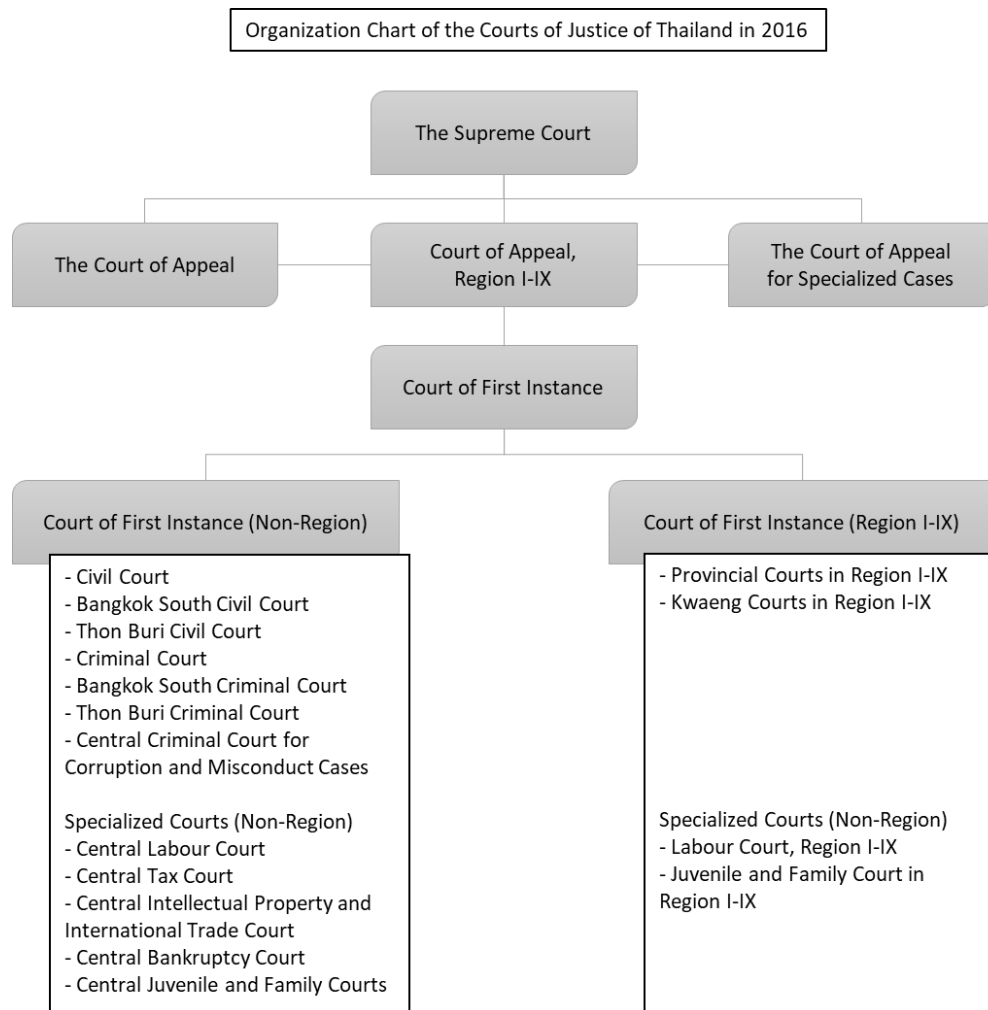 Organization Chart of the Courts of Justice of Thailand in 2016
The Supreme Court
The Court of Appeal
Court of Appeal,
Region I-IX
The Court of Appeal
for Specialized Cases
Court of First Instance
Court of First Instance (Non-Region)
- Civil Court
- Bangkok South Civil Court
- Thon Buri Civil Court
- Criminal Court
- Bangkok South Criminal Court
- Thon Buri Criminal Court
- Central Criminal Court for
Corruption and Misconduct Cases
Specialized Courts (Non-Region)
- Central Labour Court
- Central Tax Court
- Central Intellectual Property and
International Trade Court
- Central Bankruptcy Court
- Central Juvenile and Family Courts
Court of First Instance (Region I-IX)
- Provincial Courts in Region I-IX
- Kwaeng Courts in Region I-IX
Specialized Courts (Non-Region)
- Labour Court, Region I-IX
- Juvenile and Family Court in
Region I-IX